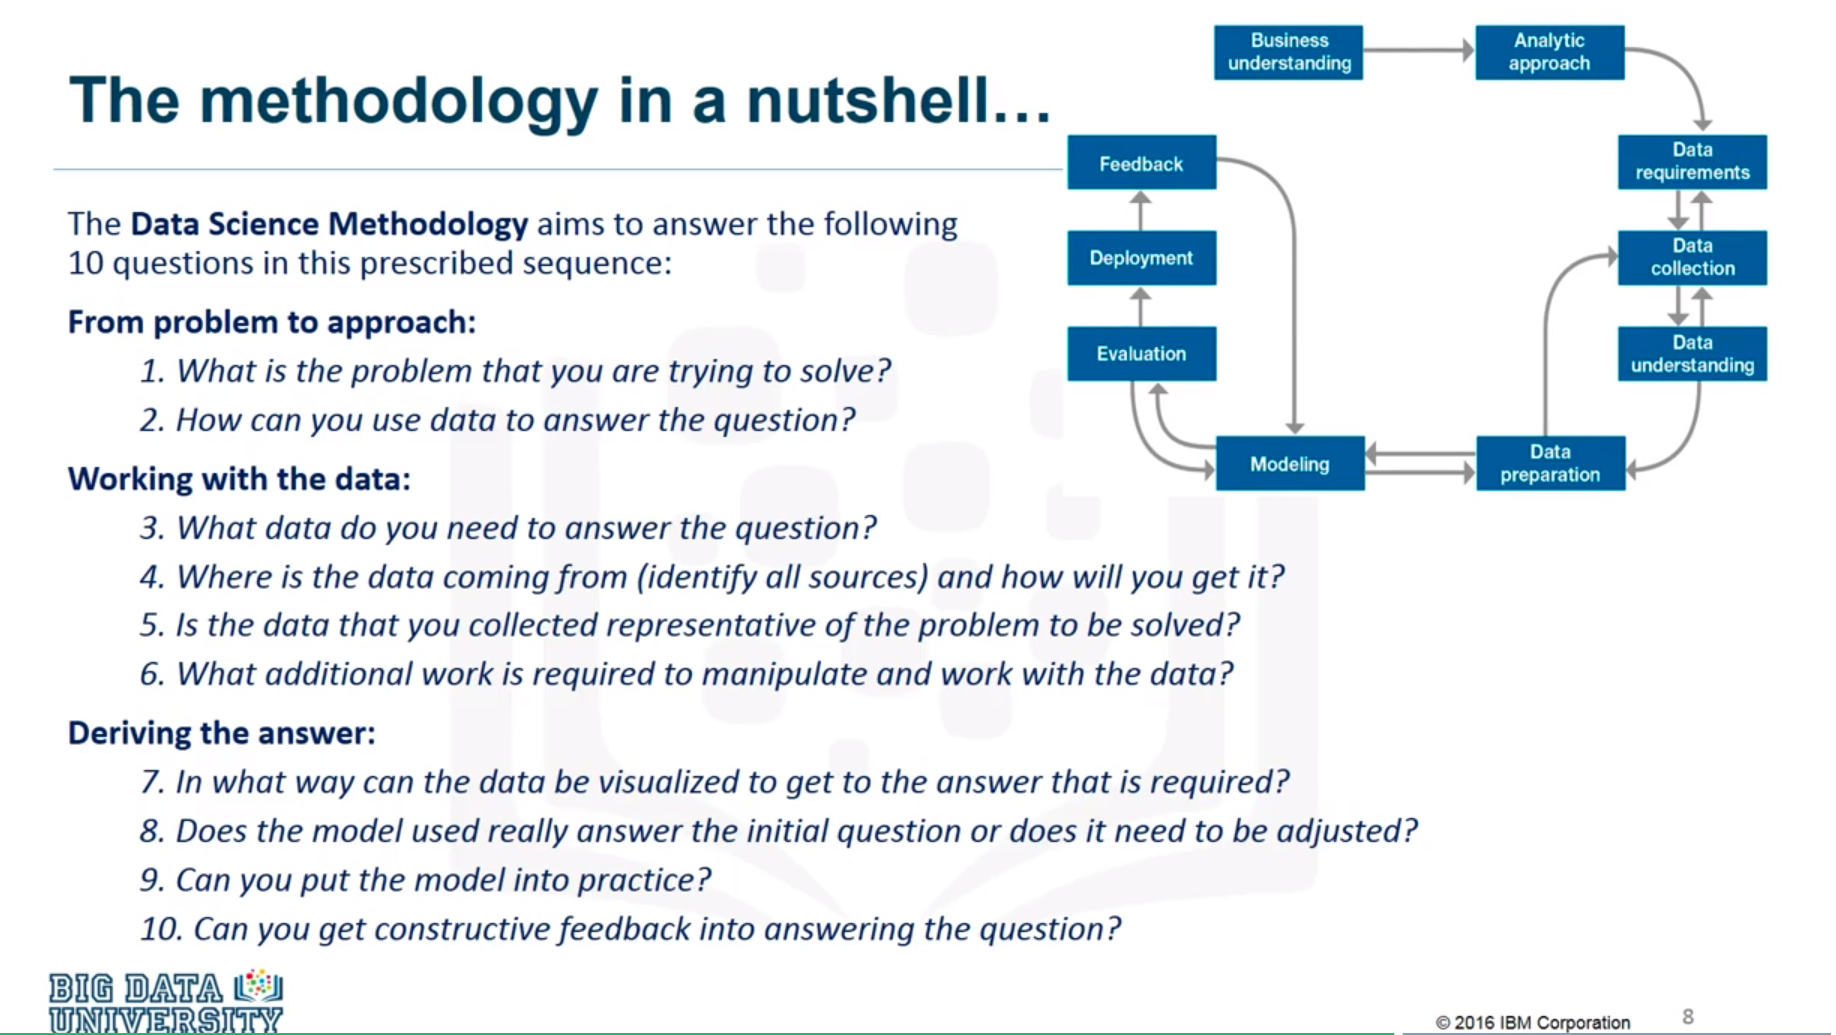 The methodology in a nutshell...
The Data Science Methodology aims to answer the following
10 questions in this prescribed sequence:
From problem to approach:
1. What is the problem that you are trying to solve?
2. How can you use data to answer the question?
Working with the data:
3. What data do you need to answer the question?
4. Where is the data coming from (identify all sources) and how will you get it?
5. Is the data that you collected representative of the problem to be solved?
6. What additional work is required to manipulate and work with the data?
Deriving the answer:
7. In what way can the data be visualized to get to the answer that is required?
8. Does the model used really answer the initial question or does it need to be adjusted?
9. Can you put the model into practice?
10. Can you get constructive feedback into answering the question?
Business
understanding
Analytic
approach
Data
requirements
Data
collection
Data
understanding
Data
preparation
Modeling
Evaluation
Deployment
Feedback
BIG DATA
UNIVERSITY
© 2016 IBM Corporation
8